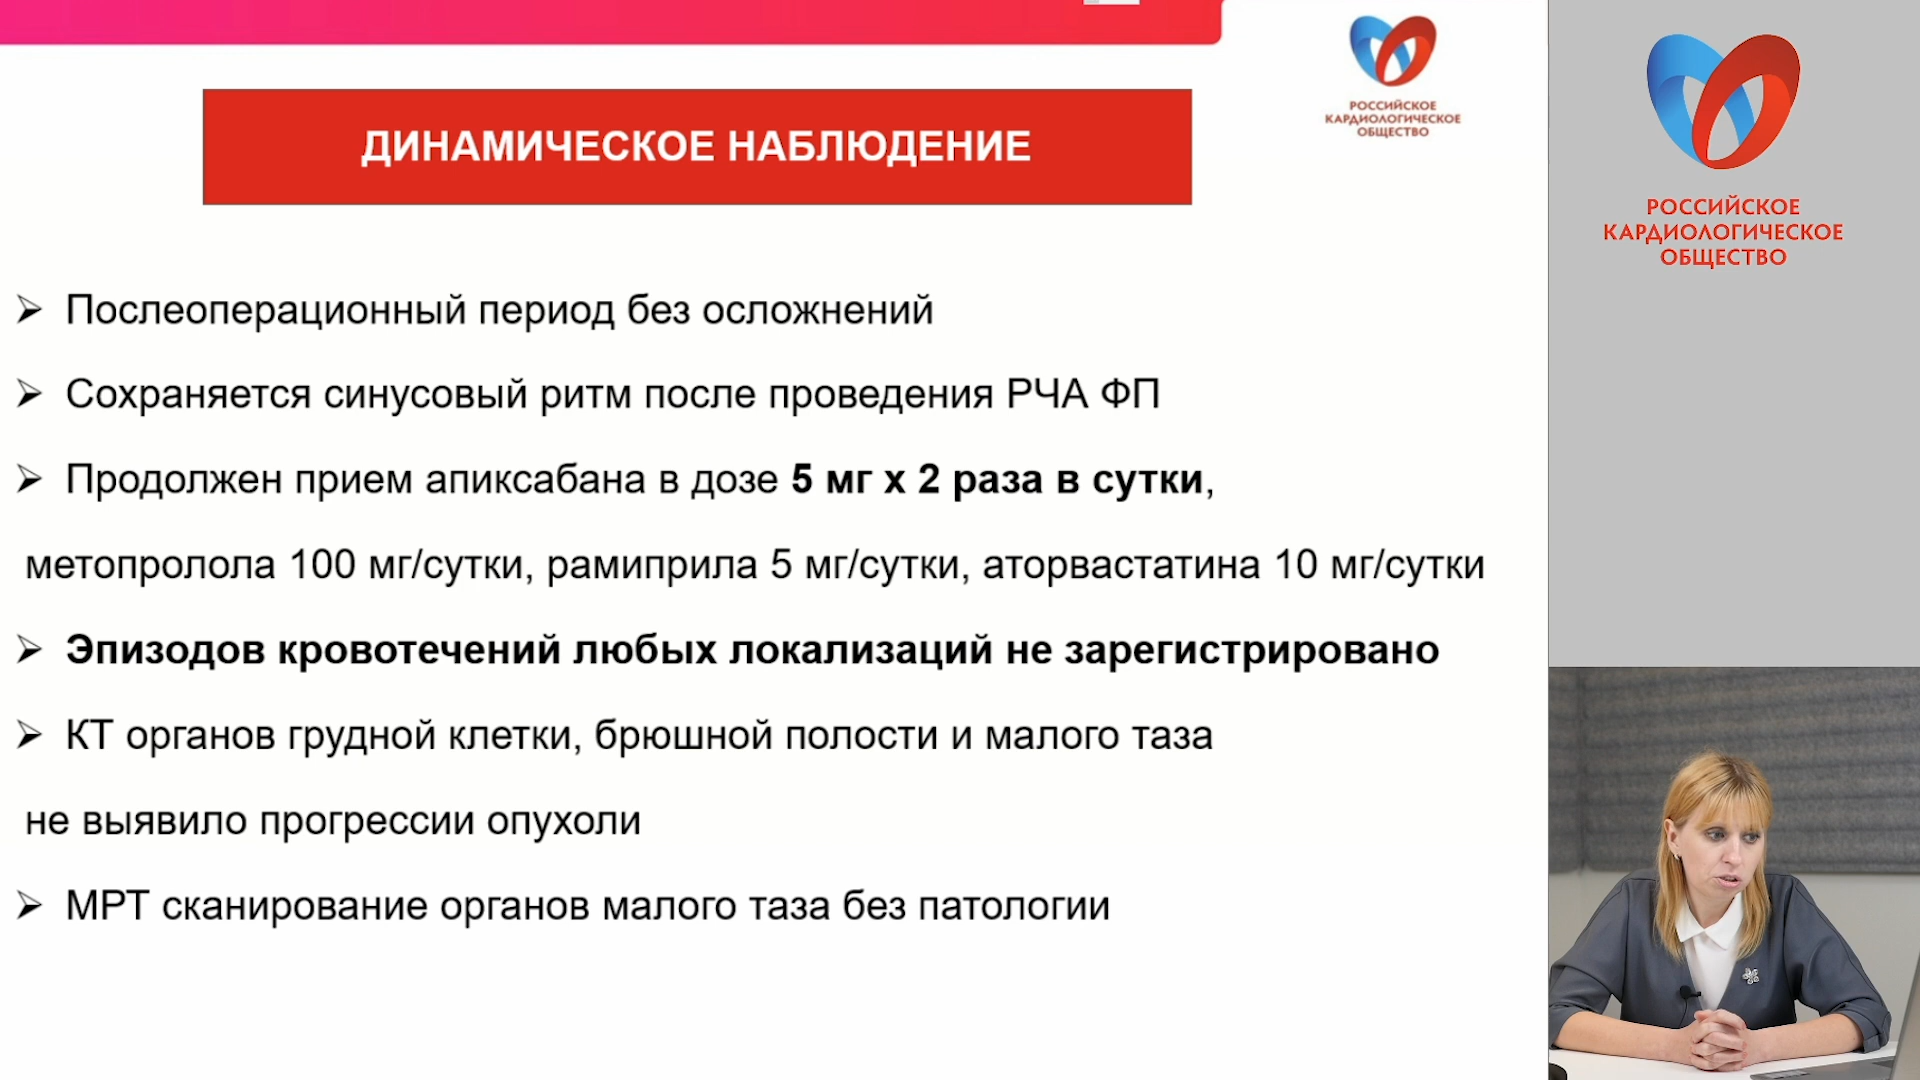 РОССИЙСКОЕ
КАРДИОЛОГИЧЕСКОЕ
ОБЩЕСТВО
ДИНАМИЧЕСКОЕ НАБЛЮДЕНИЕ
➢ Послеоперационный период без осложнений
➢ Сохраняется синусовый ритм после проведения РЧА ФП
➢ Продолжен прием апиксабана в дозе 5 мг х 2 раза в сутки,
метопролола 100 мг/сутки, рамиприла 5 мг/сутки, аторвастатина 10 мг/сутки
➢ Эпизодов кровотечений любых локализаций не зарегистрировано
➢ КТ органов грудной клетки, брюшной полости и малого таза
не выявило прогрессии опухоли
➢ МРТ сканирование органов малого таза без патологии
РОССИЙСКОЕ
КАРДИОЛОГИЧЕСКОЕ
ОБЩЕСТВО